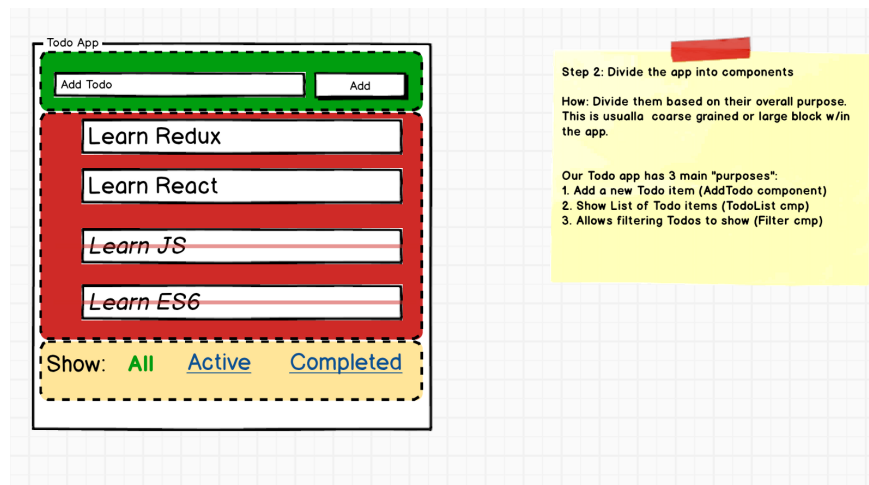 Todo App
Add Todo
Add
Learn Redux
Learn React
Learn JS
Learn ES6
Show: All Active Completed
Step 2: Divide the app into components
How: Divide them based on their overall purpose.
This is usualla coarse grained or large block w/in
the app.
Our Todo app has 3 main "purposes":
1. Add a new Todo item (AddTodo component)
2. Show List of Todo items (TodoList cmp)
3. Allows filtering Todos to show (Filter cmp)